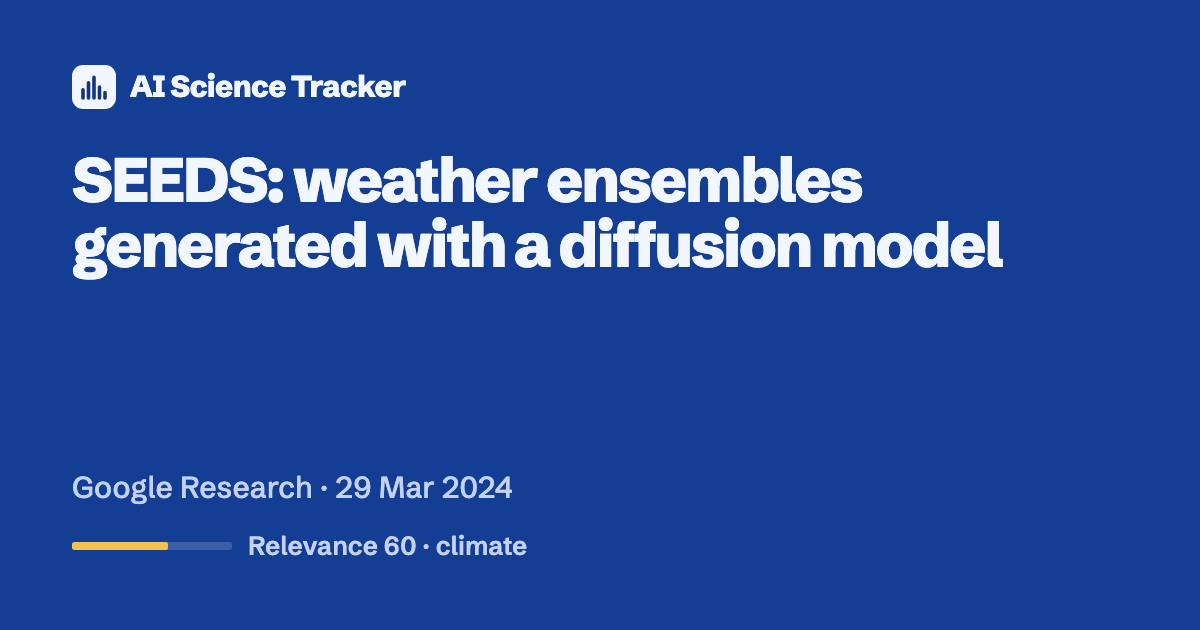 AI Science Tracker
SEEDS: weather ensembles
generated with a diffusion model
Google Research · 29 Mar 2024
Relevance 60 · climate